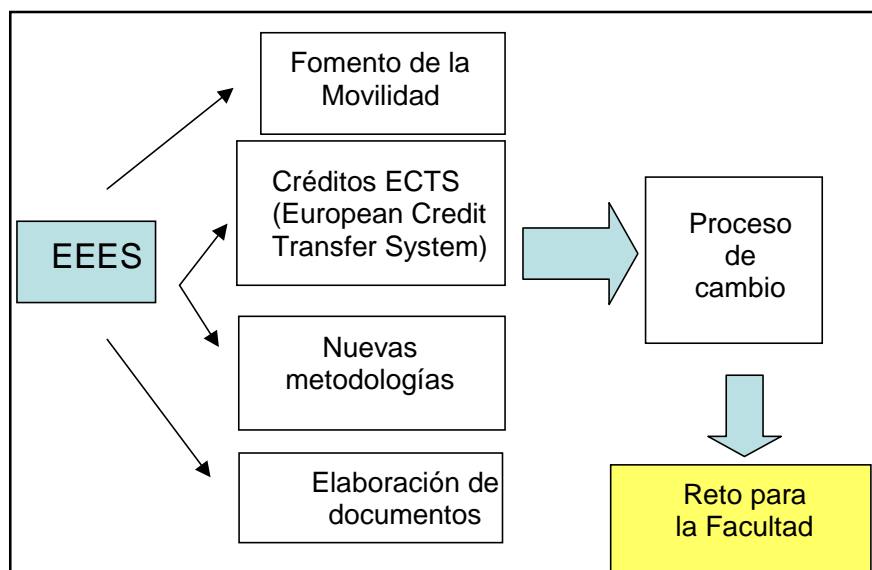 Fomento de la
Movilidad
Créditos ECTS
(European Credit
Transfer System)
EEES
Proceso
de
cambio
Nuevas
metodologías
Elaboración de
documentos
Reto para
la Facultad